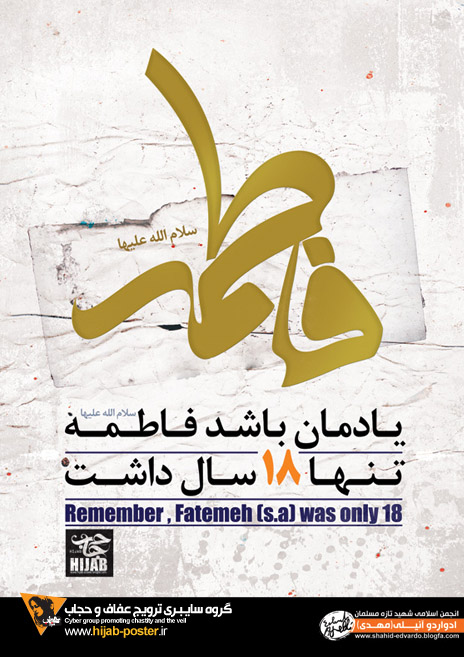 فاطمه
سلام الله علیها
یادمان باشد فاطمه سلام الله علیها
تنها ۱۸ سال داشت
Remember , Fatemeh (s.a) was only 18
حجاب
HIJAB
گروه سایبری ترویج عفاف و حجاب
Cyber group promoting chastity and the veil
www.hijab-poster.ir
انجمن اسلامی شهید تازه مسلمان
ادواردو آنیلی(مهدی)
www.shahid-edvardo.blogfa.com